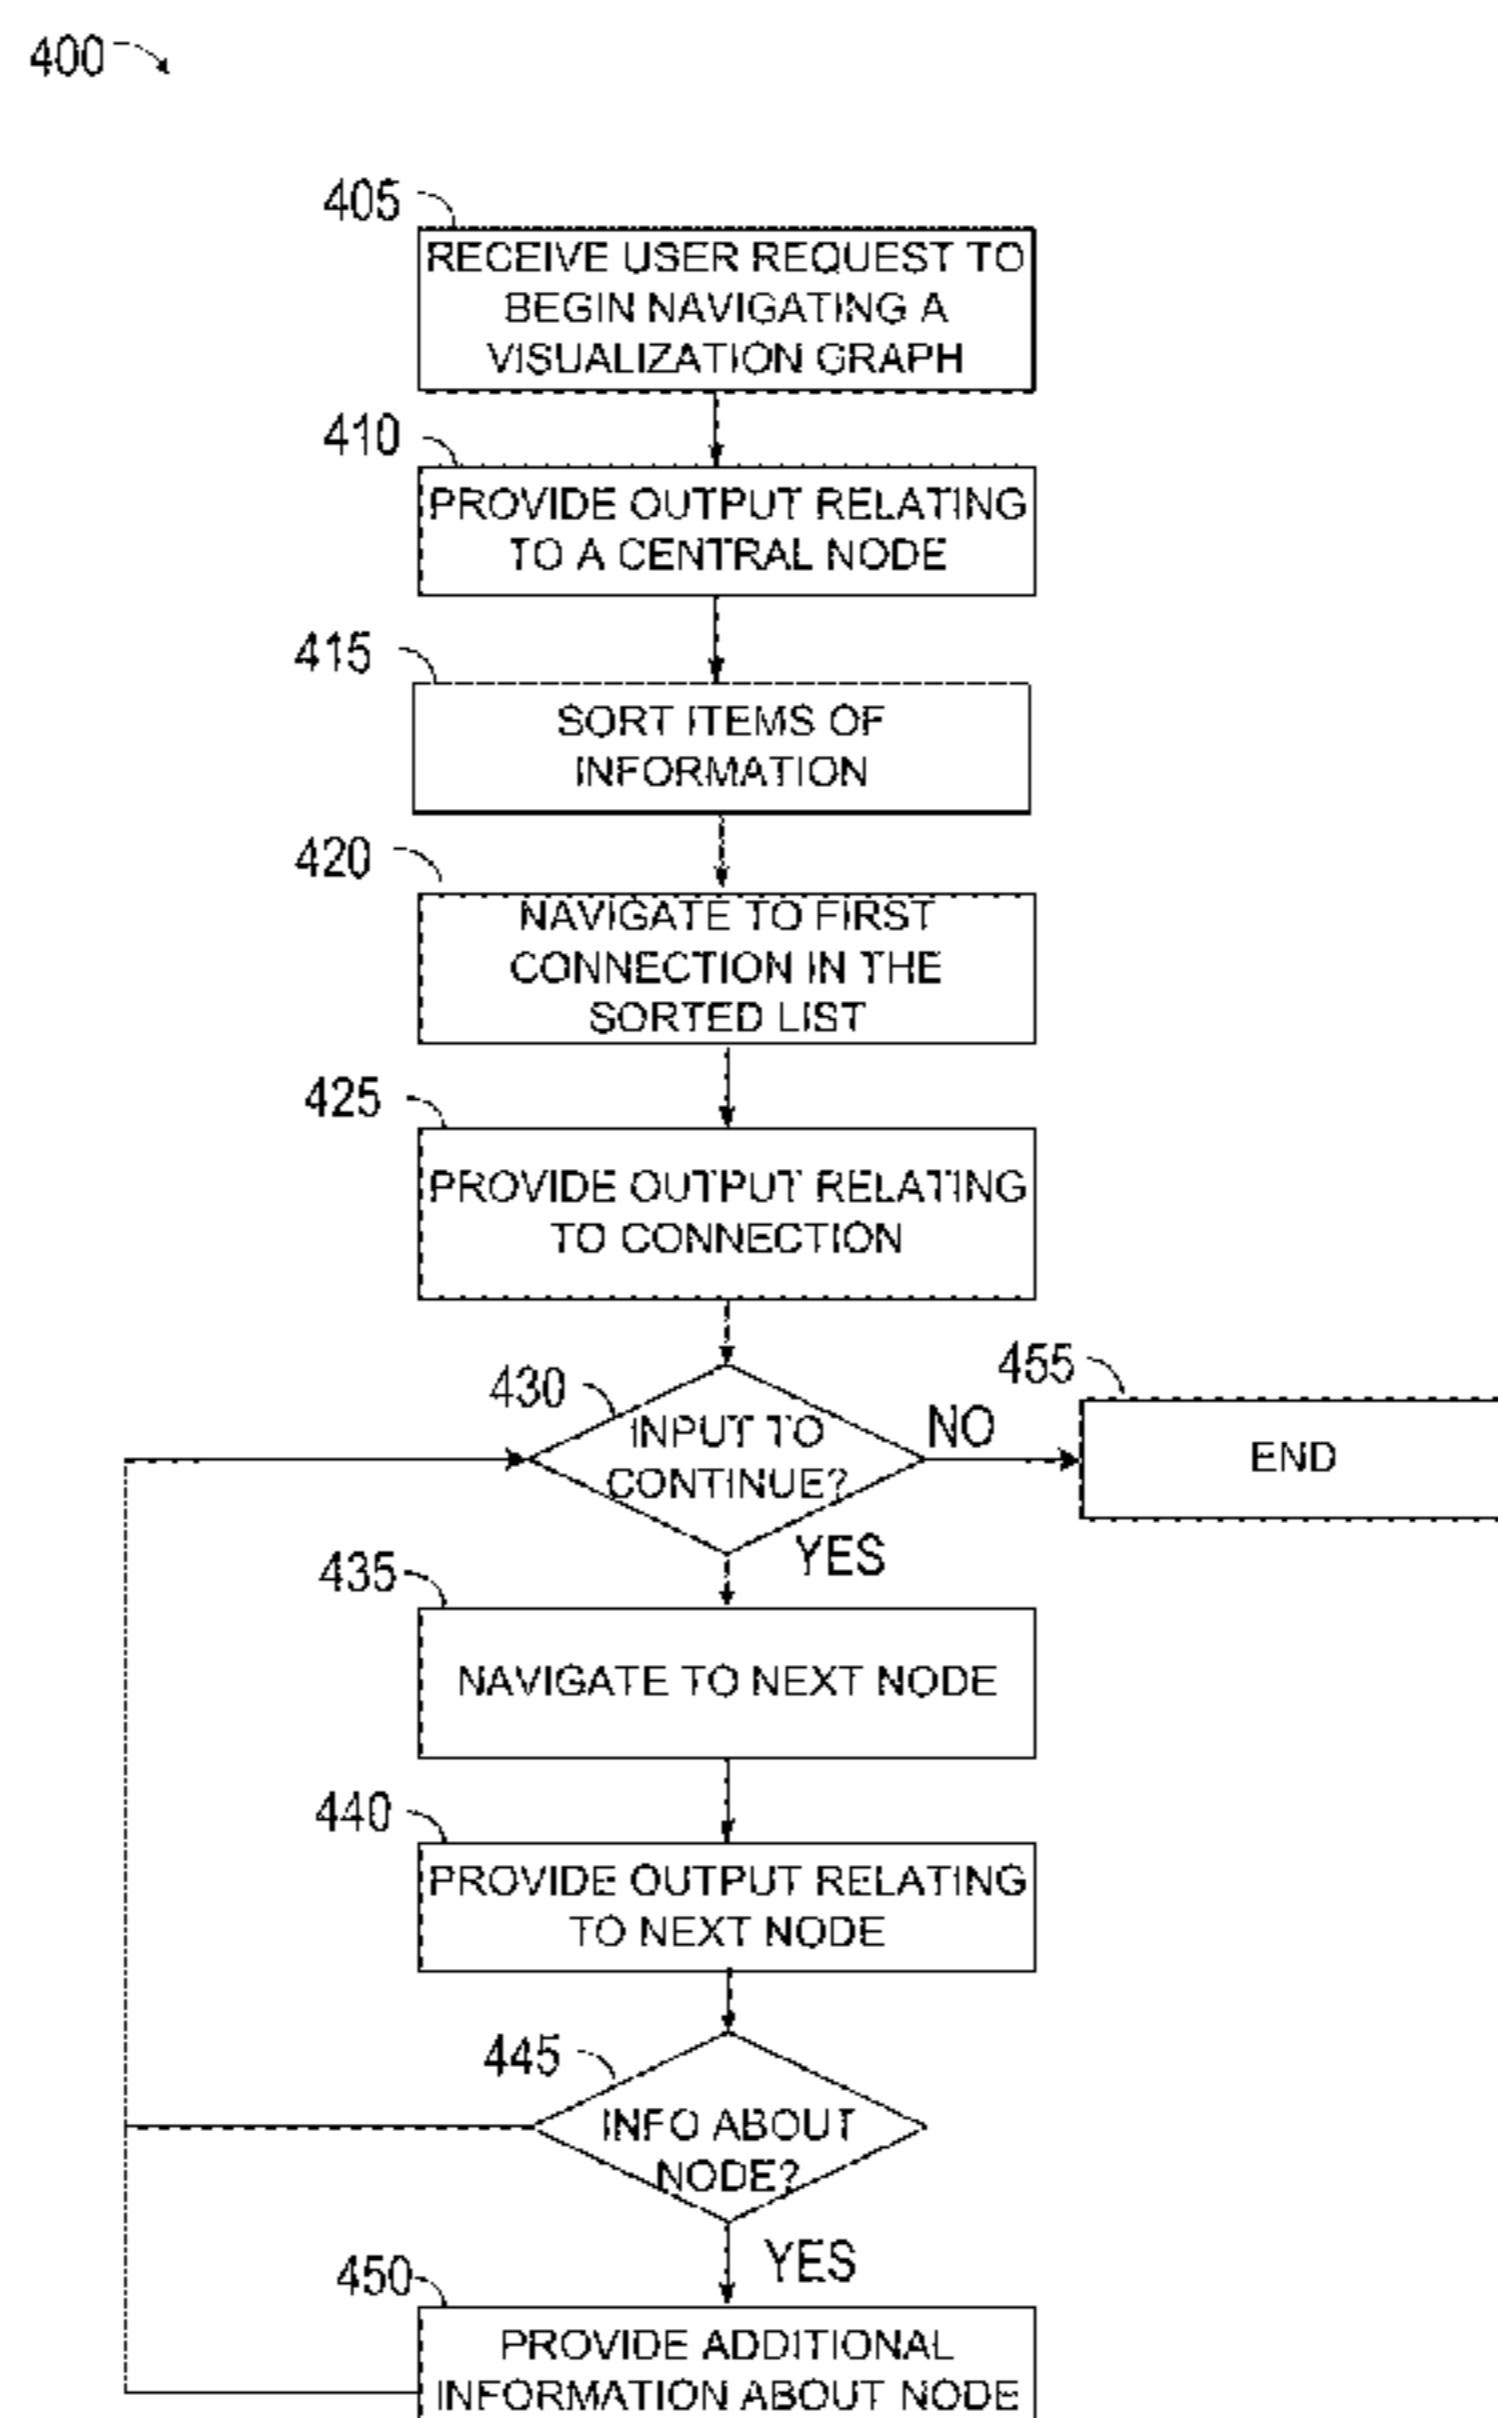 400
405
RECEIVE USER REQUEST TO
BEGIN NAVIGATING A
VISUALIZATION GRAPH
410
PROVIDE OUTPUT RELATING
TO A CENTRAL NODE
415
SORT ITEMS OF
INFORMATION
420
NAVIGATE TO FIRST
CONNECTION IN THE
SORTED LIST
425
PROVIDE OUTPUT RELATING
TO CONNECTION
430
INPUT TO
CONTINUE?
NO
455
END
YES
435
NAVIGATE TO NEXT NODE
440
PROVIDE OUTPUT RELATING
TO NEXT NODE
445
INFO ABOUT
NODE?
YES
450
PROVIDE ADDITIONAL
INFORMATION ABOUT NODE